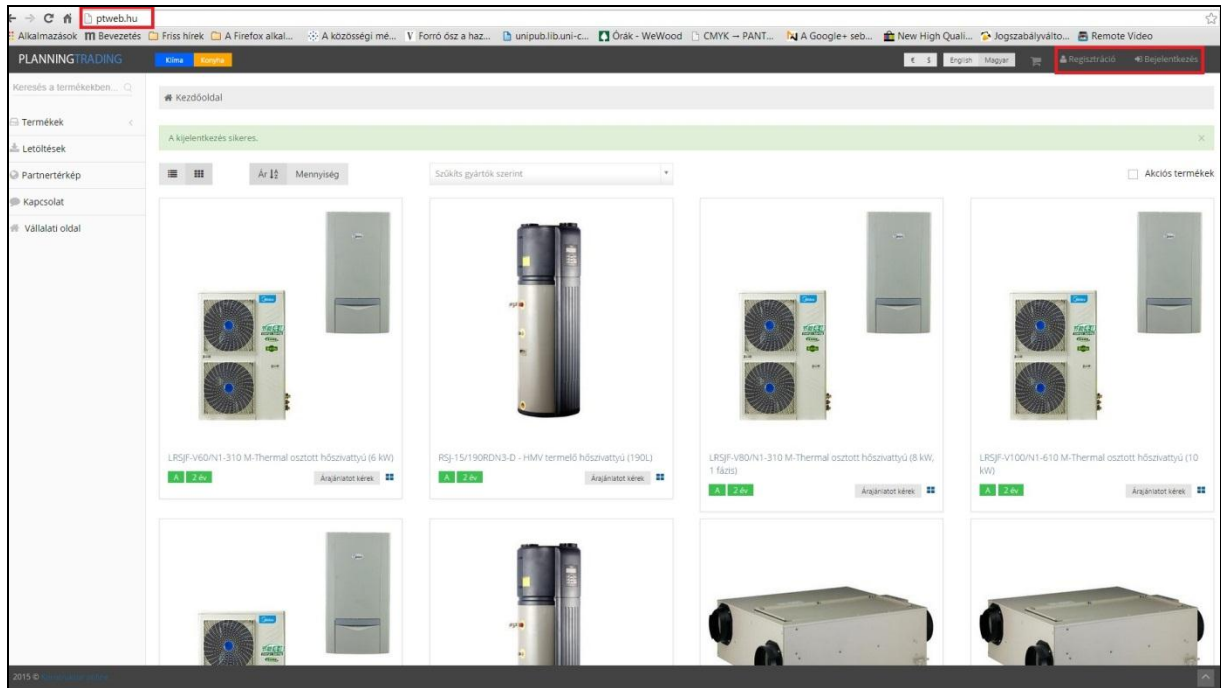 ptweb.hu
Alkalmazások Bevezetés Friss hírek A Firefox alkal... A közösségi mé... Forró ősz a haz... unipub.lib.uni-c... Órák - WeWood CMYK → PANT... A Google+ seb... New High Quali... Jogszabályválto... Remote Video
PLANNINGTRADING Klíma Konyha € $ English Magyar Regisztráció Bejelentkezés
Keresés a termékekben...
Kezdőoldal
Termékek
A kijelentkezés sikeres.
Letöltések
Partnertérkép
Ár Mennyiség Szűkíts gyártók szerint Akciós termékek
Kapcsolat
Vállalati oldal
LRSJF-V60/N1-310 M-Thermal osztott hőszivattyú (6 kW)
A 2 év Árajánlatot kérek
RSJ-15/190RDN3-D - HMV termelő hőszivattyú (190L)
A 2 év Árajánlatot kérek
LRSJF-V80/N1-310 M-Thermal osztott hőszivattyú (8 kW,
1 fázis)
A 2 év Árajánlatot kérek
LRSJF-V100/N1-610 M-Thermal osztott hőszivattyú (10
kW)
A 2 év Árajánlatot kérek
2015 ©